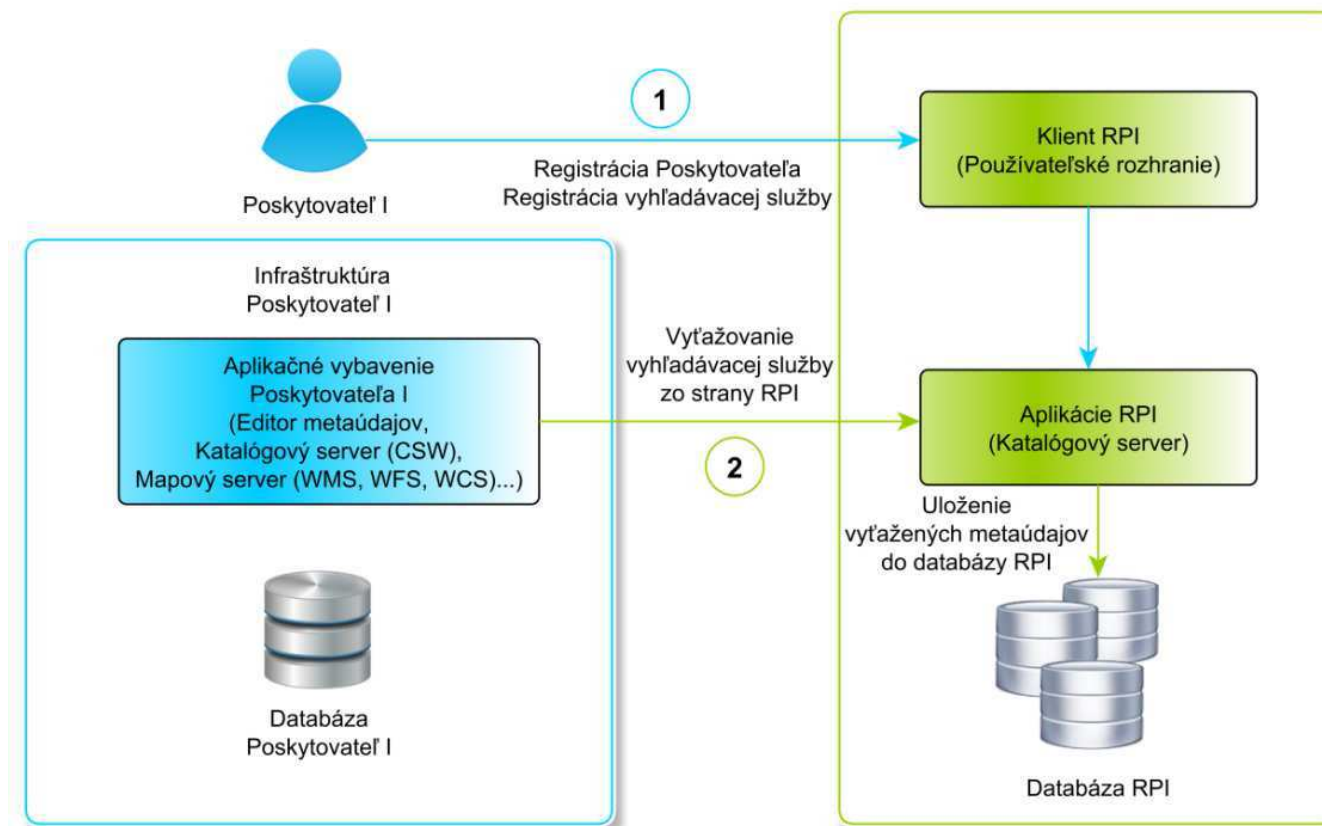 1
Klient RPI
(Používateľské rozhranie)
Registrácia Poskytovateľa
Registrácia vyhľadávacej služby
Poskytovateľ I
Infraštruktúra
Poskytovateľ I
Aplikačné vybavenie
Poskytovateľa I
(Editor metaúdajov,
Katalógový server (CSW),
Mapový server (WMS, WFS, WCS)...)
Vyťažovanie
vyhľadávacej služby
zo strany RPI
2
Aplikácie RPI
(Katalógový server)
Uloženie
vyťažených metaúdajov
do databázy RPI
Databáza
Poskytovateľ I
Databáza RPI